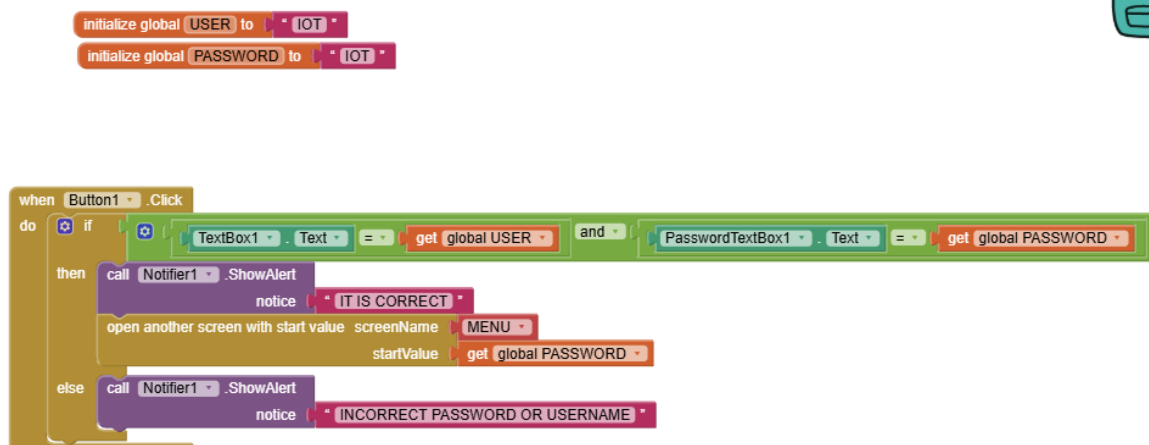 initialize global USER to " IOT "
initialize global PASSWORD to " IOT "
when Button1 .Click
do if TextBox1 . Text = get global USER and PasswordTextBox1 . Text = get global PASSWORD
then call Notifier1 .ShowAlert
notice " IT IS CORRECT "
open another screen with start value screenName MENU
startValue get global PASSWORD
else call Notifier1 .ShowAlert
notice " INCORRECT PASSWORD OR USERNAME "